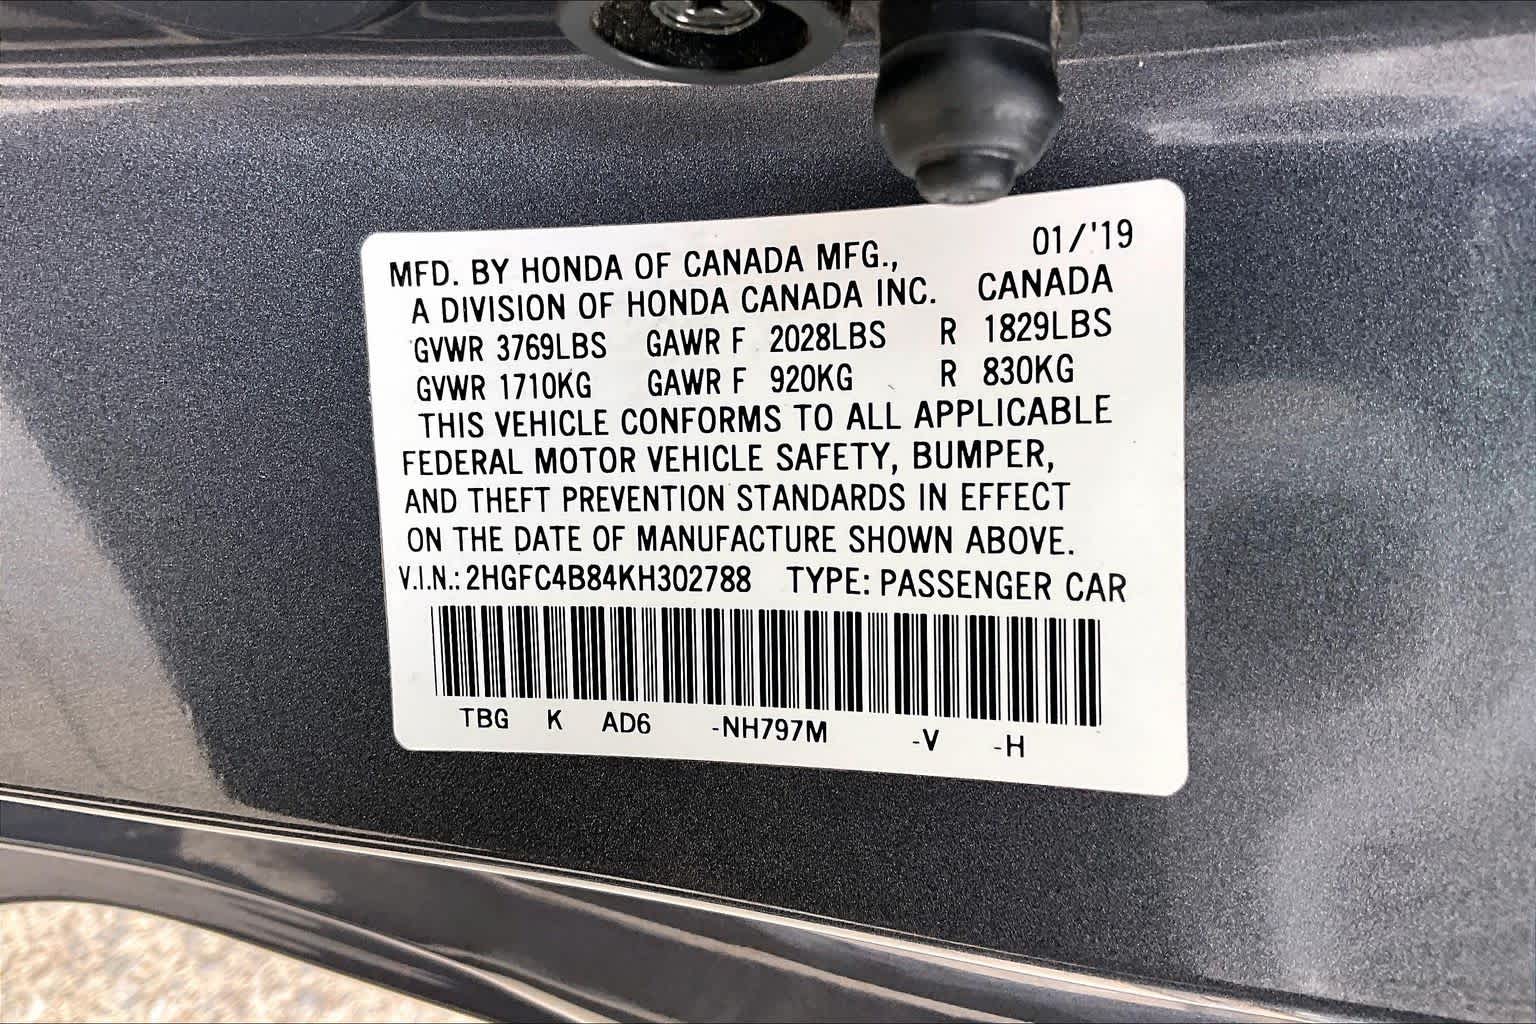 01/'19
MFD. BY HONDA OF CANADA MFG.,
A DIVISION OF HONDA CANADA INC. CANADA
GVWR 3769LBS GAWR F 2028LBS R 1829LBS
GVWR 1710KG GAWR F 920KG R 830KG
THIS VEHICLE CONFORMS TO ALL APPLICABLE
FEDERAL MOTOR VEHICLE SAFETY, BUMPER,
AND THEFT PREVENTION STANDARDS IN EFFECT
ON THE DATE OF MANUFACTURE SHOWN ABOVE.
V.I.N.: 2HGFC4B84KH302788 TYPE: PASSENGER CAR
TBG K AD6 -NH797M -V -H